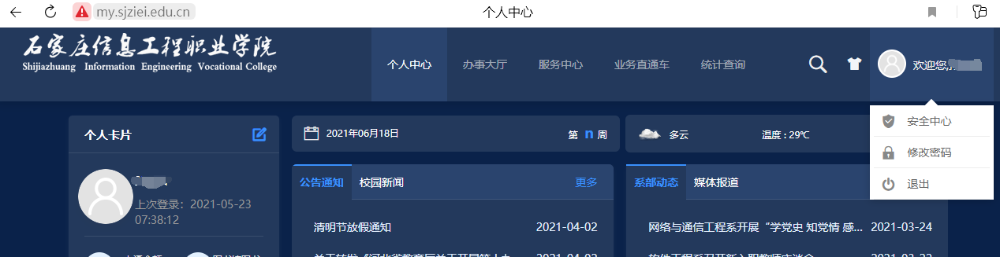 my.sjziei.edu.cn 个人中心
石家庄信息工程职业学院
Shijiazhuang Information Engineering Vocational College
个人中心 办事大厅 服务中心 业务直通车 统计查询
欢迎您,
安全中心
修改密码
退出
个人卡片
上次登录：2021-05-23
07:38:12
2021年06月18日 第 n 周
多云 温度 : 29℃
公告通知 校园新闻 更多
清明节放假通知 2021-04-02
系部动态 媒体报道
网络与通信工程系开展“学党史 知党情 感... 2021-03-24